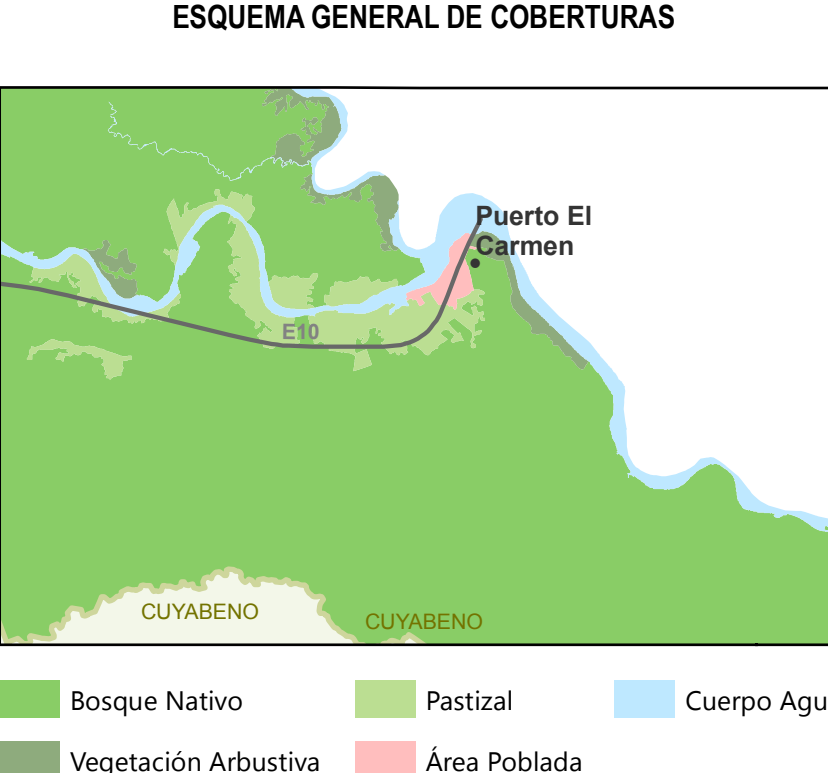 ESQUEMA GENERAL DE COBERTURAS
Puerto El
Carmen
E10
CUYABENO
CUYABENO
Bosque Nativo
Pastizal
Cuerpo Agu
Vegetación Arbustiva
Área Poblada